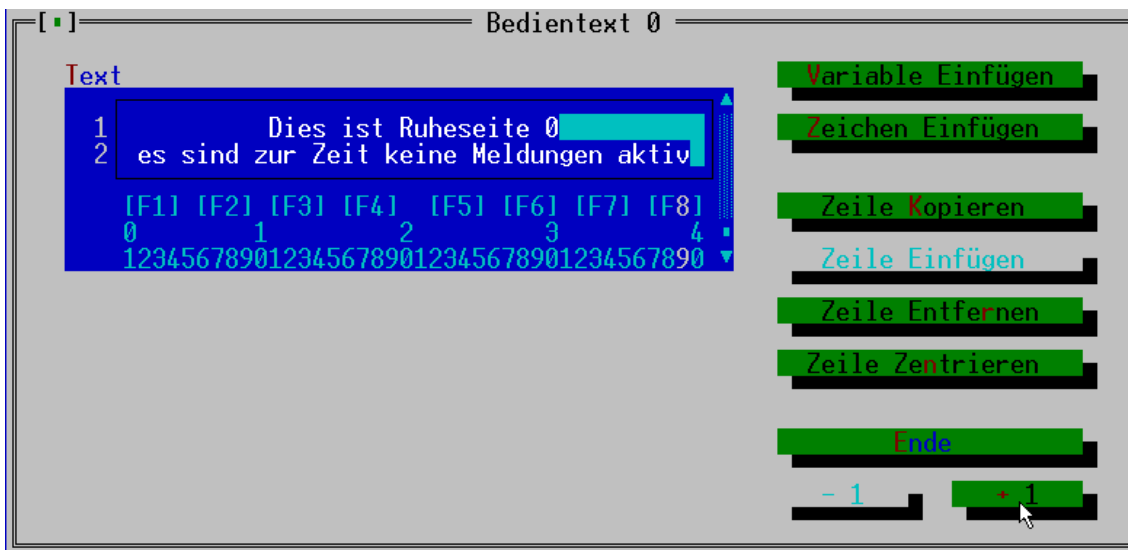 [▪] Bedientext 0
Text
1 Dies ist Ruheseite 0
2 es sind zur Zeit keine Meldungen aktiv
[F1] [F2] [F3] [F4] [F5] [F6] [F7] [F8]
0 1 2 3 4
1234567890123456789012345678901234567890
Variable Einfügen
Zeichen Einfügen
Zeile Kopieren
Zeile Einfügen
Zeile Entfernen
Zeile Zentrieren
Ende
- 1 + 1